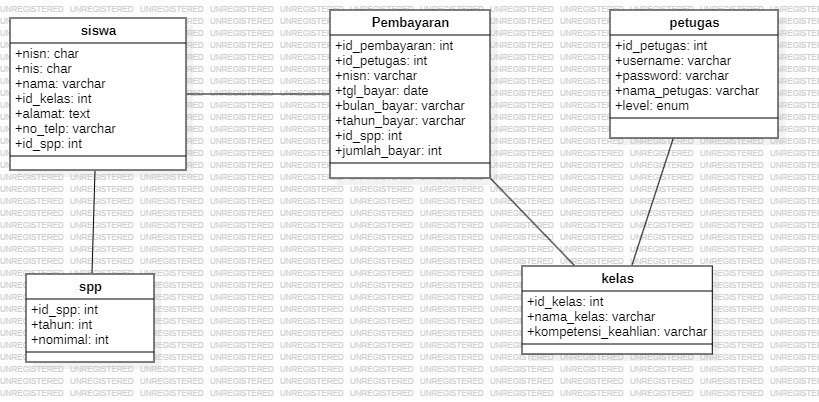 siswa
+nisn: char
+nis: char
+nama: varchar
+id_kelas: int
+alamat: text
+no_telp: varchar
+id_spp: int
Pembayaran
+id_pembayaran: int
+id_petugas: int
+nisn: varchar
+tgl_bayar: date
+bulan_bayar: varchar
+tahun_bayar: varchar
+id_spp: int
+jumlah_bayar: int
petugas
+id_petugas: int
+username: varchar
+password: varchar
+nama_petugas: varchar
+level: enum
spp
+id_spp: int
+tahun: int
+nomimal: int
kelas
+id_kelas: int
+nama_kelas: varchar
+kompetensi_keahlian: varchar
UNREGISTERED